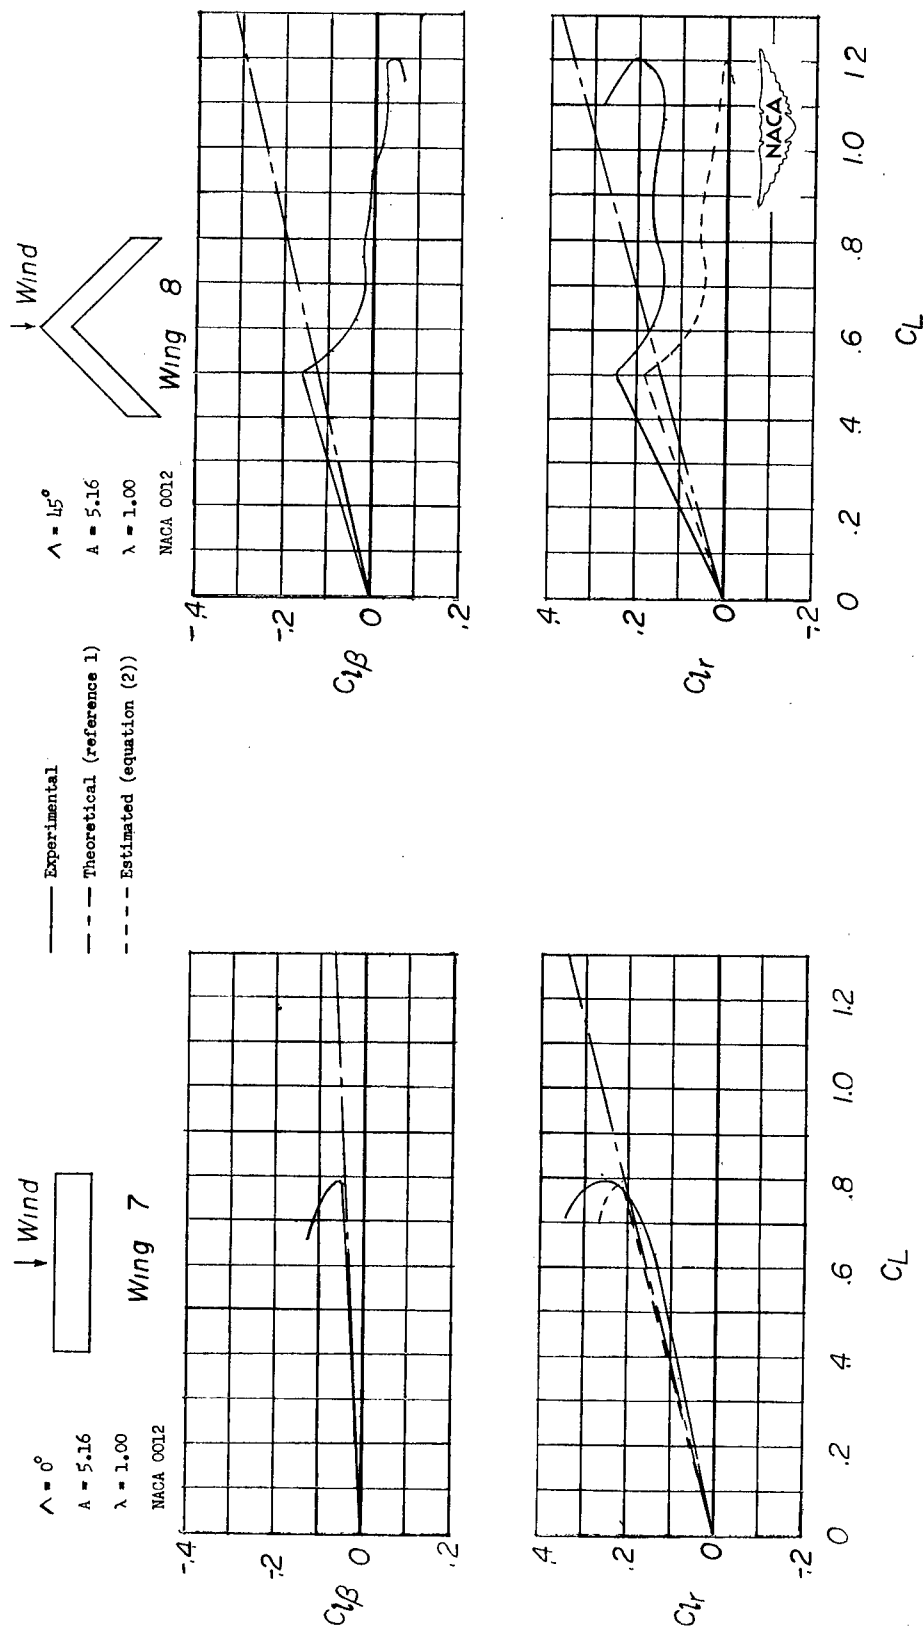 Λ = 0°
A = 5.16
λ = 1.00
NACA 0012
Wind
Wing 7
Experimental
Theoretical (reference 1)
Estimated (equation (2))
Λ = 45°
A = 5.16
λ = 1.00
NACA 0012
Wind
Wing 8
-.4
-.2
0
.2
Clβ
-.4
-.2
0
.2
Clβ
.4
.2
0
-.2
Clr
0 .2 .4 .6 .8 1.0 1.2
CL
.4
.2
0
-.2
Clr
0 .2 .4 .6 .8 1.0 1.2
CL
NACA